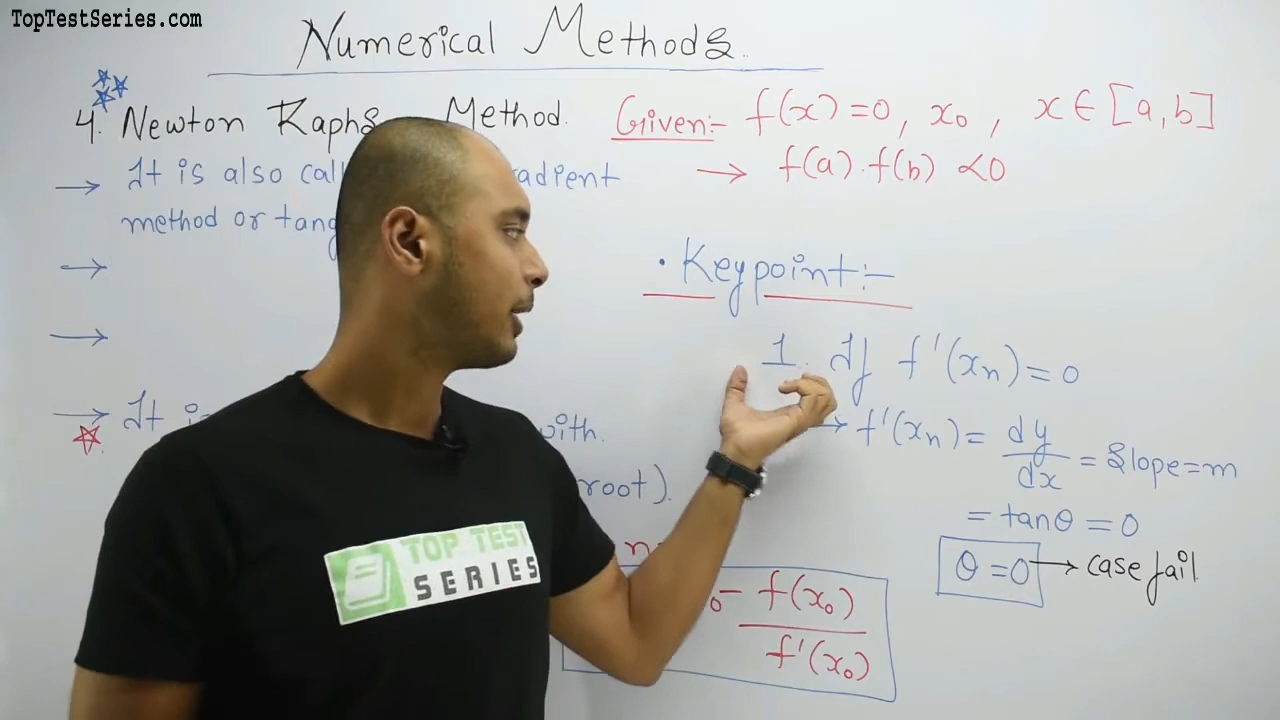 TopTestSeries.com
Numerical Methods
4. Newton Raphs Method.
Given:- f(x)=0, x₀, x∈[a,b]
→ f(a).f(b) <0
→ It is also radient
method or
→
→
• Keypoint:-
1. If f'(xₙ)=0
→ f'(xₙ)= dy/dx = Slope=m
= tanθ = 0
θ=0 → case fail
→ It with.
root).
- f(x₀)/f'(x₀)
TOP TEST
SERIES